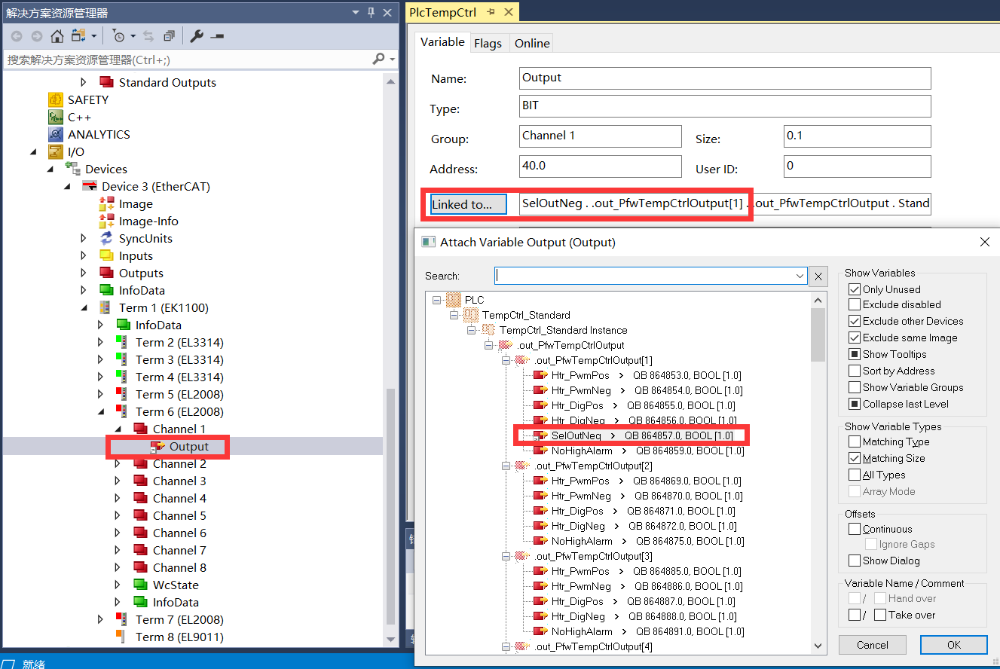 解决方案资源管理器
搜索解决方案资源管理器(Ctrl+;)
Standard Outputs
SAFETY
C++
ANALYTICS
I/O
Devices
Device 3 (EtherCAT)
Image
Image-Info
SyncUnits
Inputs
Outputs
InfoData
Term 1 (EK1100)
InfoData
Term 2 (EL3314)
Term 3 (EL3314)
Term 4 (EL3314)
Term 5 (EL2008)
Term 6 (EL2008)
Channel 1
Output
Channel 2
Channel 3
Channel 4
Channel 5
Channel 6
Channel 7
Channel 8
WcState
InfoData
Term 7 (EL2008)
Term 8 (EL9011)
就绪
PlcTempCtrl
Variable Flags Online
Name: Output
Type: BIT
Group: Channel 1 Size: 0.1
Address: 40.0 User ID: 0
Linked to... SelOutNeg . .out_PfwTempCtrlOutput[1] . .out_PfwTempCtrlOutput . Stand
Attach Variable Output (Output)
Search:
PLC
TempCtrl_Standard
TempCtrl_Standard Instance
.out_PfwTempCtrlOutput
.out_PfwTempCtrlOutput[1]
Htr_PwmPos > QB 864853.0, BOOL [1.0]
Htr_PwmNeg > QB 864854.0, BOOL [1.0]
Htr_DigPos > QB 864855.0, BOOL [1.0]
Htr_DigNeg > QB 864856.0, BOOL [1.0]
SelOutNeg > QB 864857.0, BOOL [1.0]
NoHighAlarm > QB 864859.0, BOOL [1.0]
.out_PfwTempCtrlOutput[2]
Htr_PwmPos > QB 864869.0, BOOL [1.0]
Htr_PwmNeg > QB 864870.0, BOOL [1.0]
Htr_DigPos > QB 864871.0, BOOL [1.0]
Htr_DigNeg > QB 864872.0, BOOL [1.0]
NoHighAlarm > QB 864875.0, BOOL [1.0]
.out_PfwTempCtrlOutput[3]
Htr_PwmPos > QB 864885.0, BOOL [1.0]
Htr_PwmNeg > QB 864886.0, BOOL [1.0]
Htr_DigPos > QB 864887.0, BOOL [1.0]
Htr_DigNeg > QB 864888.0, BOOL [1.0]
NoHighAlarm > QB 864891.0, BOOL [1.0]
.out_PfwTempCtrlOutput[4]
Show Variables
Only Unused
Exclude disabled
Exclude other Devices
Exclude same Image
Show Tooltips
Sort by Address
Show Variable Groups
Collapse last Level
Show Variable Types
Matching Type
Matching Size
All Types
Array Mode
Offsets
Continuous
Ignore Gaps
Show Dialog
Variable Name / Comment
/ Hand over
/ Take over
Cancel OK